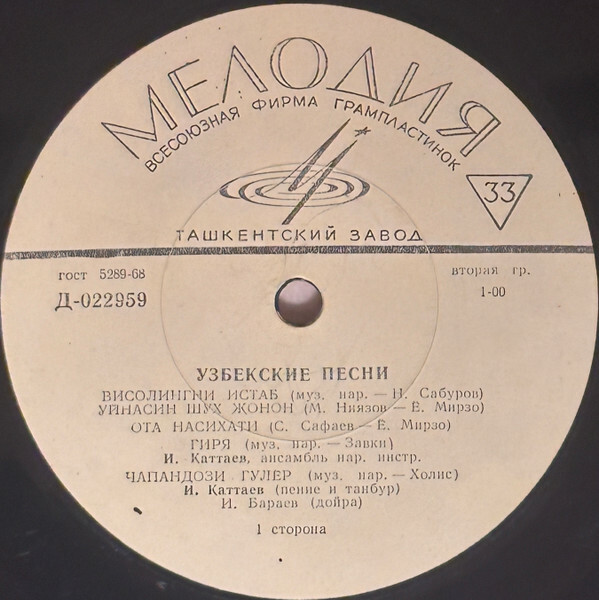 МЕЛОДИЯ
ВСЕСОЮЗНАЯ ФИРМА ГРАМПЛАСТИНОК
33
ТАШКЕНТСКИЙ ЗАВОД
гост 5289-68
вторая гр.
Д-022959
1-00
УЗБЕКСКИЕ ПЕСНИ
ВИСОЛИНГНИ ИСТАБ (муз. нар. — Н. Сабуров)
УЙНАСИН ШУХ ЖОНОН (М. Ниязов — Е. Мирзо)
ОТА НАСИХАТИ (С. Сафаев — Е. Мирзо)
ГИРЯ (муз. нар. — Завки)
И. Каттаев, ансамбль нар. инстр.
ЧАПАНДОЗИ ГУЛЕР (муз. нар. — Холис)
И. Каттаев (пение и танбур)
И. Бараев (дойра)
1 сторона